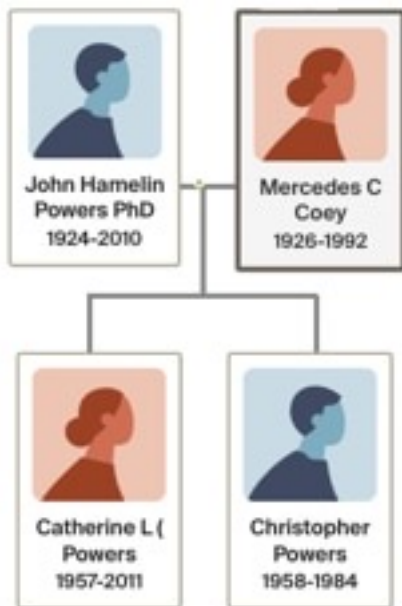 John Hamelin
Powers PhD
1924-2010
Mercedes C
Coey
1926-1992
Catherine L (
Powers
1957-2011
Christopher
Powers
1958-1984